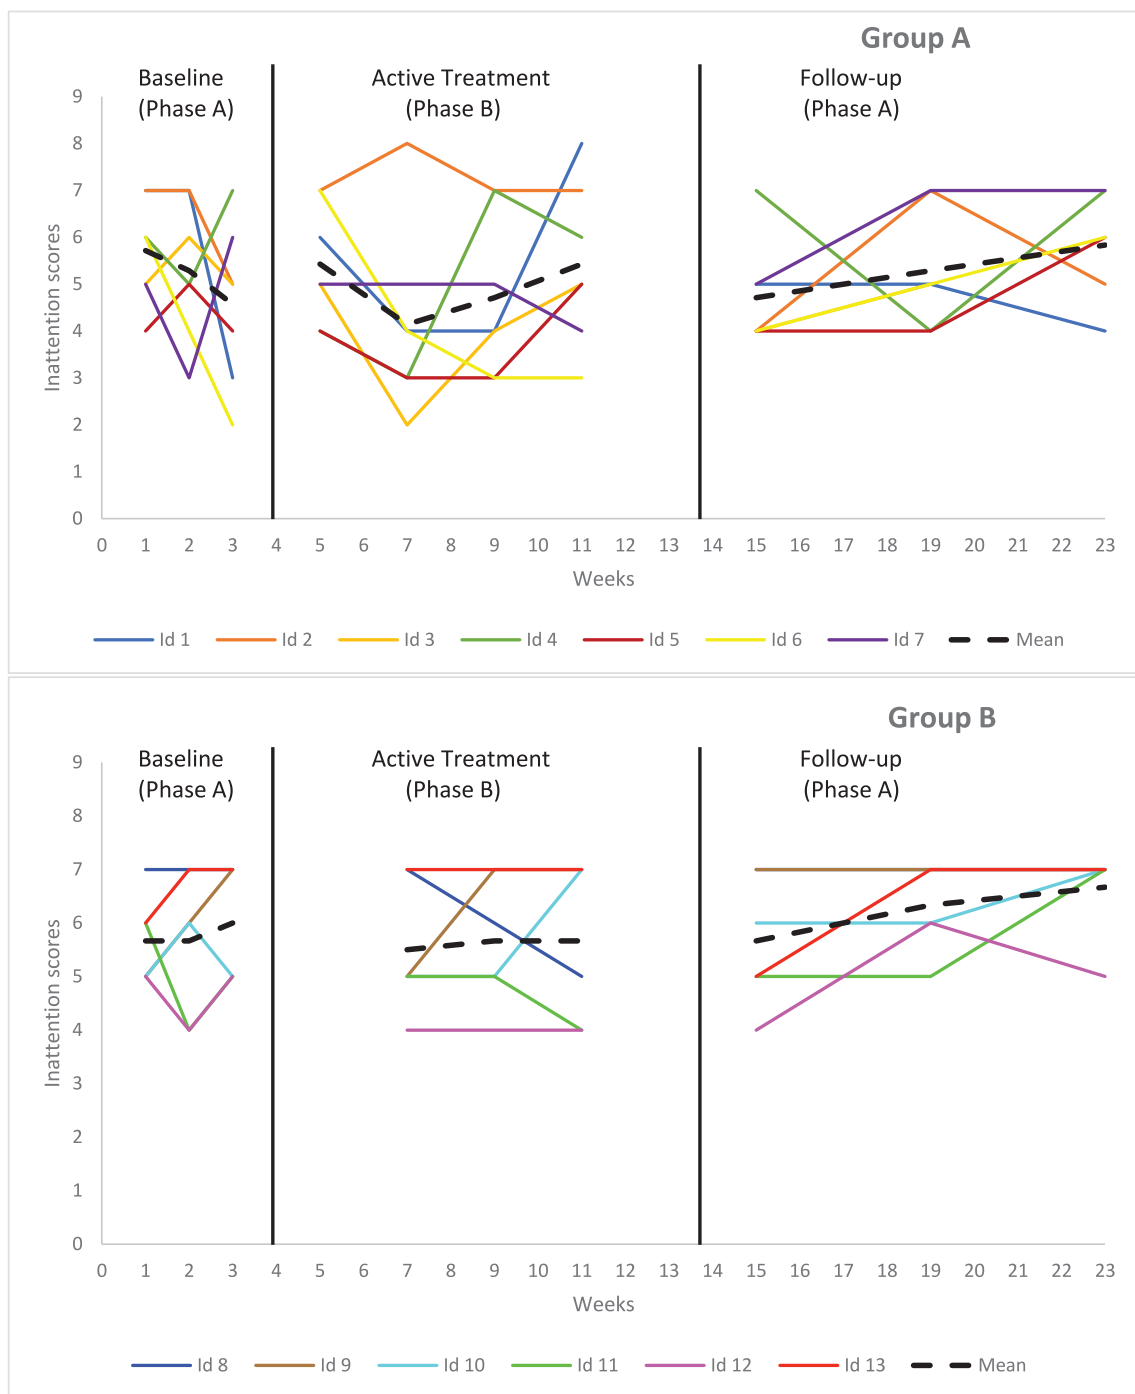 Group A
Baseline
(Phase A)
Active Treatment
(Phase B)
Follow-up
(Phase A)
Inattention scores
9
8
7
6
5
4
3
2
1
0
0 1 2 3 4 5 6 7 8 9 10 11 12 13 14 15 16 17 18 19 20 21 22 23
Weeks
Id 1 Id 2 Id 3 Id 4 Id 5 Id 6 Id 7 Mean
Group B
Baseline
(Phase A)
Active Treatment
(Phase B)
Follow-up
(Phase A)
Inattention scores
9
8
7
6
5
4
3
2
1
0
0 1 2 3 4 5 6 7 8 9 10 11 12 13 14 15 16 17 18 19 20 21 22 23
Weeks
Id 8 Id 9 Id 10 Id 11 Id 12 Id 13 Mean